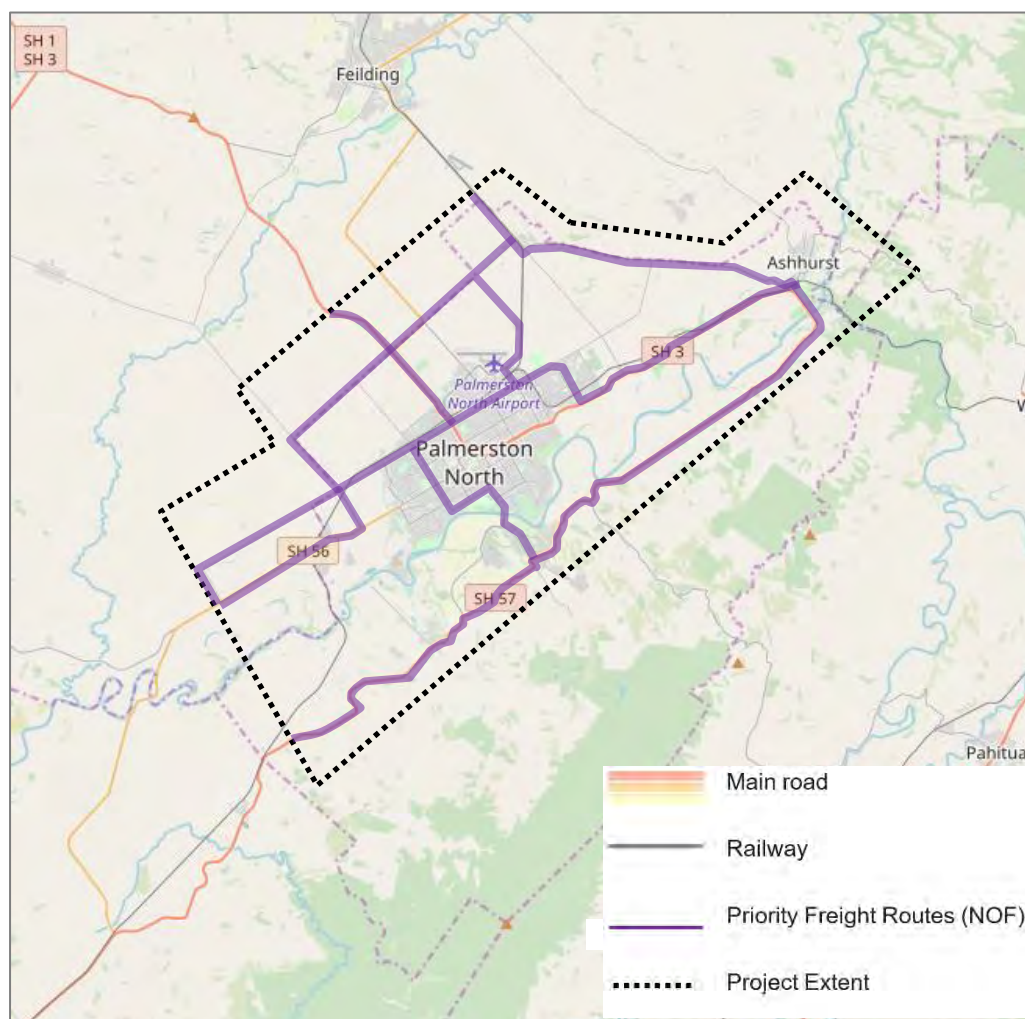 SH 1
SH 3
Feilding
Ashhurst
SH 3
Palmerston
North Airport
Palmerston
North
SH 56
SH 57
W
Pahitua
Main road
Railway
Priority Freight Routes (NOF)
Project Extent